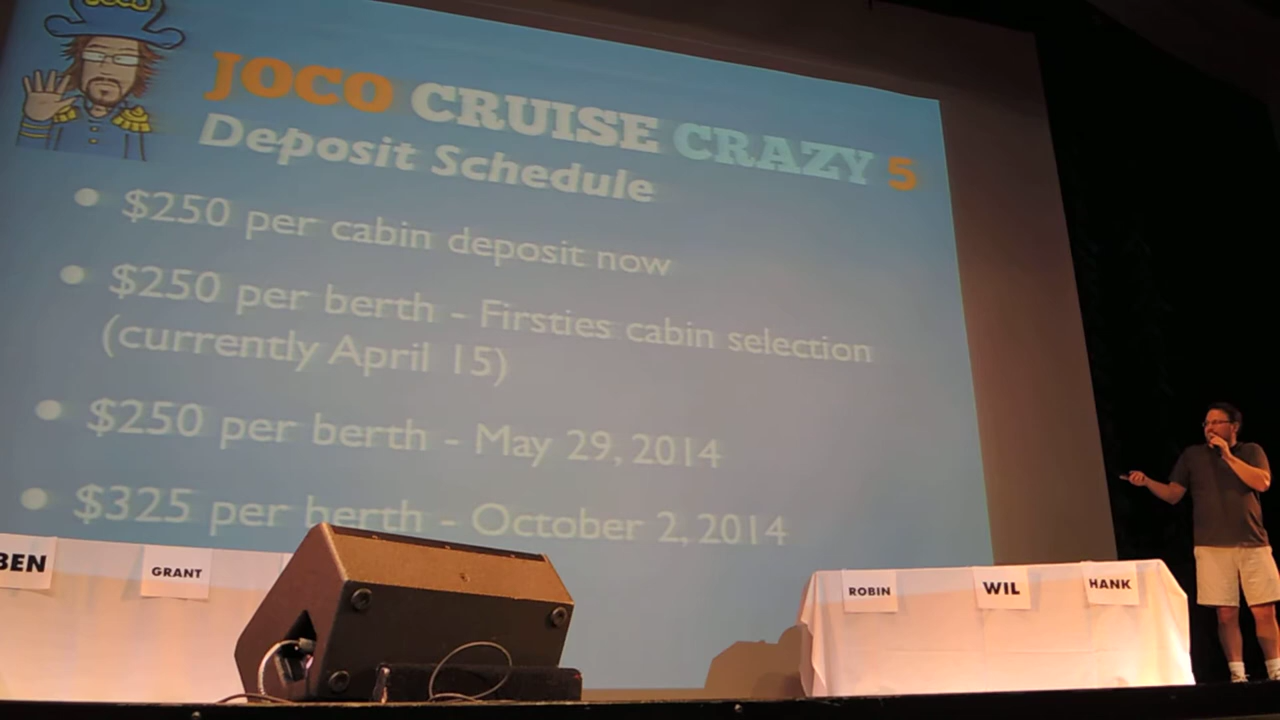 JOCO
JOCO CRUISE CRAZY 5
Deposit Schedule
• $250 per cabin deposit now
• $250 per berth - Firsties cabin selection
(currently April 15)
• $250 per berth - May 29, 2014
• $325 per berth - October 2, 2014
BEN
GRANT
ROBIN
WIL
HANK